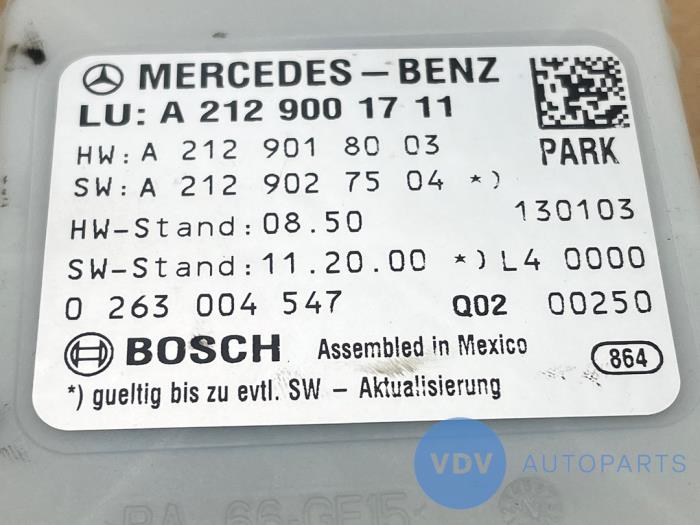 MERCEDES-BENZ
LU: A 212 900 17 11
HW: A 212 901 80 03
PARK
SW: A 212 902 75 04 *)
130103
HW-Stand: 08.50
SW-Stand: 11.20.00 *) L4 0000
0 263 004 547 Q02 00250
BOSCH Assembled in Mexico 864
*) gueltig bis zu evtl. SW - Aktualisierung
VDV AUTOPARTS